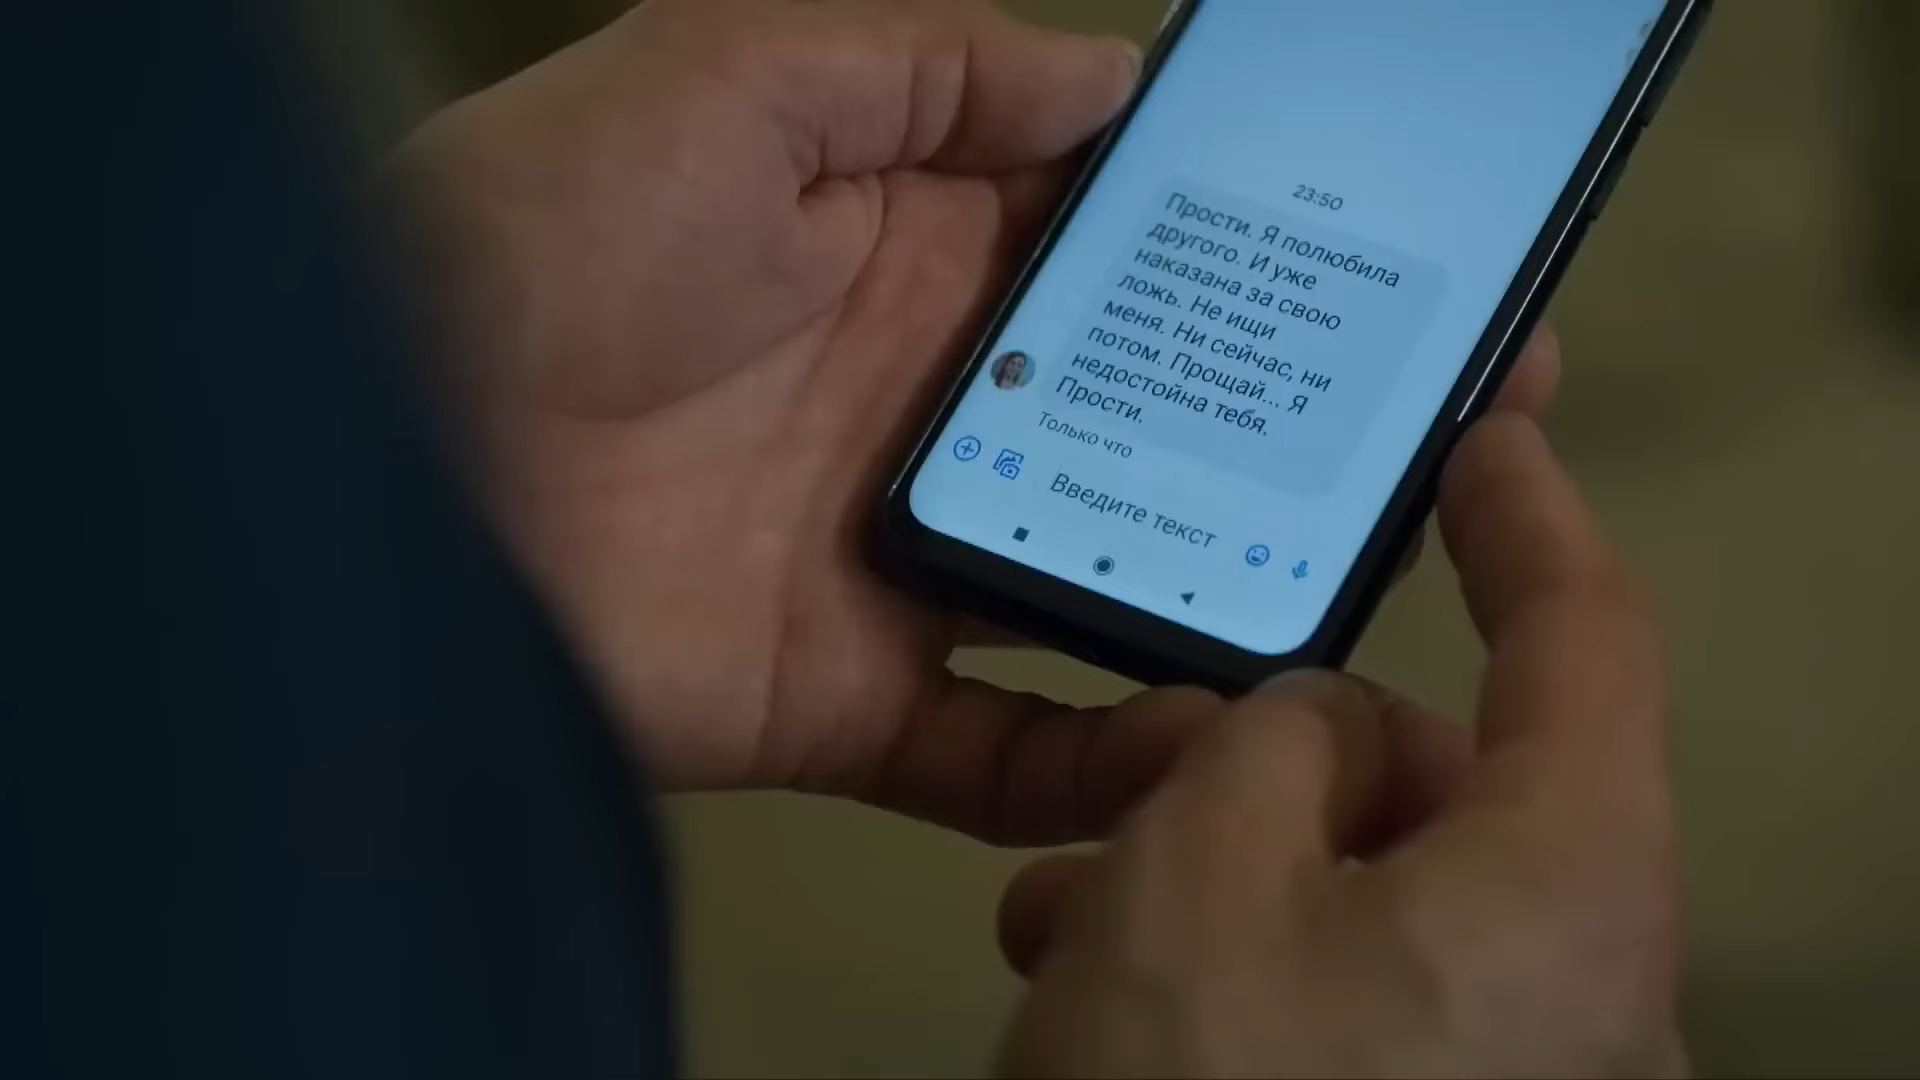 23:50
Прости. Я полюбила
другого. И уже
наказана за свою
ложь. Не ищи
меня. Ни сейчас, ни
потом. Прощай... Я
недостойна тебя.
Прости.
Только что
Введите текст